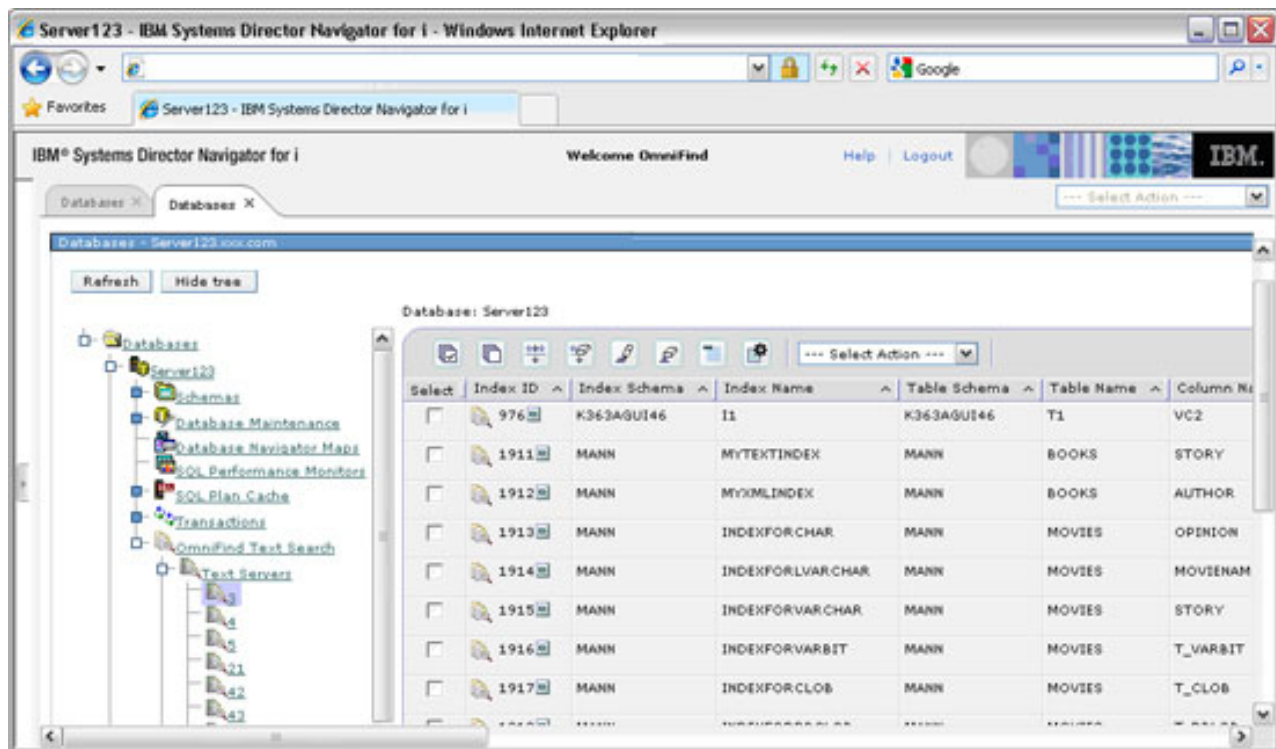 Server123 - IBM Systems Director Navigator for i - Windows Internet Explorer
Google
Favorites Server123 - IBM Systems Director Navigator for i
IBM® Systems Director Navigator for i Welcome OmniFind Help Logout IBM.
Databases Databases --- Select Action ---
Databases - Server123.xxx.com
Refresh Hide tree
Database: Server123
Databases
Server123
Schemas
Database Maintenance
Database Navigator Maps
SQL Performance Monitors
SQL Plan Cache
Transactions
OmniFind Text Search
Text Servers
3
4
5
21
42
43
--- Select Action ---
Select Index ID Index Schema Index Name Table Schema Table Name Column Na
976 K363AGUI46 I1 K363AGUI46 T1 VC2
1911 MANN MYTEXTINDEX MANN BOOKS STORY
1912 MANN MYXMLINDEX MANN BOOKS AUTHOR
1913 MANN INDEXFORCHAR MANN MOVIES OPINION
1914 MANN INDEXFORLVARCHAR MANN MOVIES MOVIENAM
1915 MANN INDEXFORVARCHAR MANN MOVIES STORY
1916 MANN INDEXFORVARBIT MANN MOVIES T_VARBIT
1917 MANN INDEXFORCLOB MANN MOVIES T_CLOB